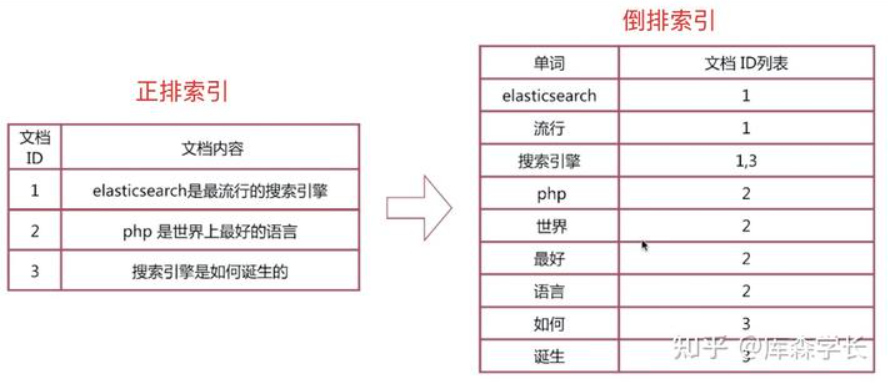 倒排索引
正排索引
文档
ID
文档内容
1
elasticsearch是最流行的搜索引擎
2
php 是世界上最好的语言
3
搜索引擎是如何诞生的
单词
文档 ID列表
elasticsearch
1
流行
1
搜索引擎
1,3
php
2
世界
2
最好
2
语言
2
如何
3
诞生
3
知乎 @库森学长